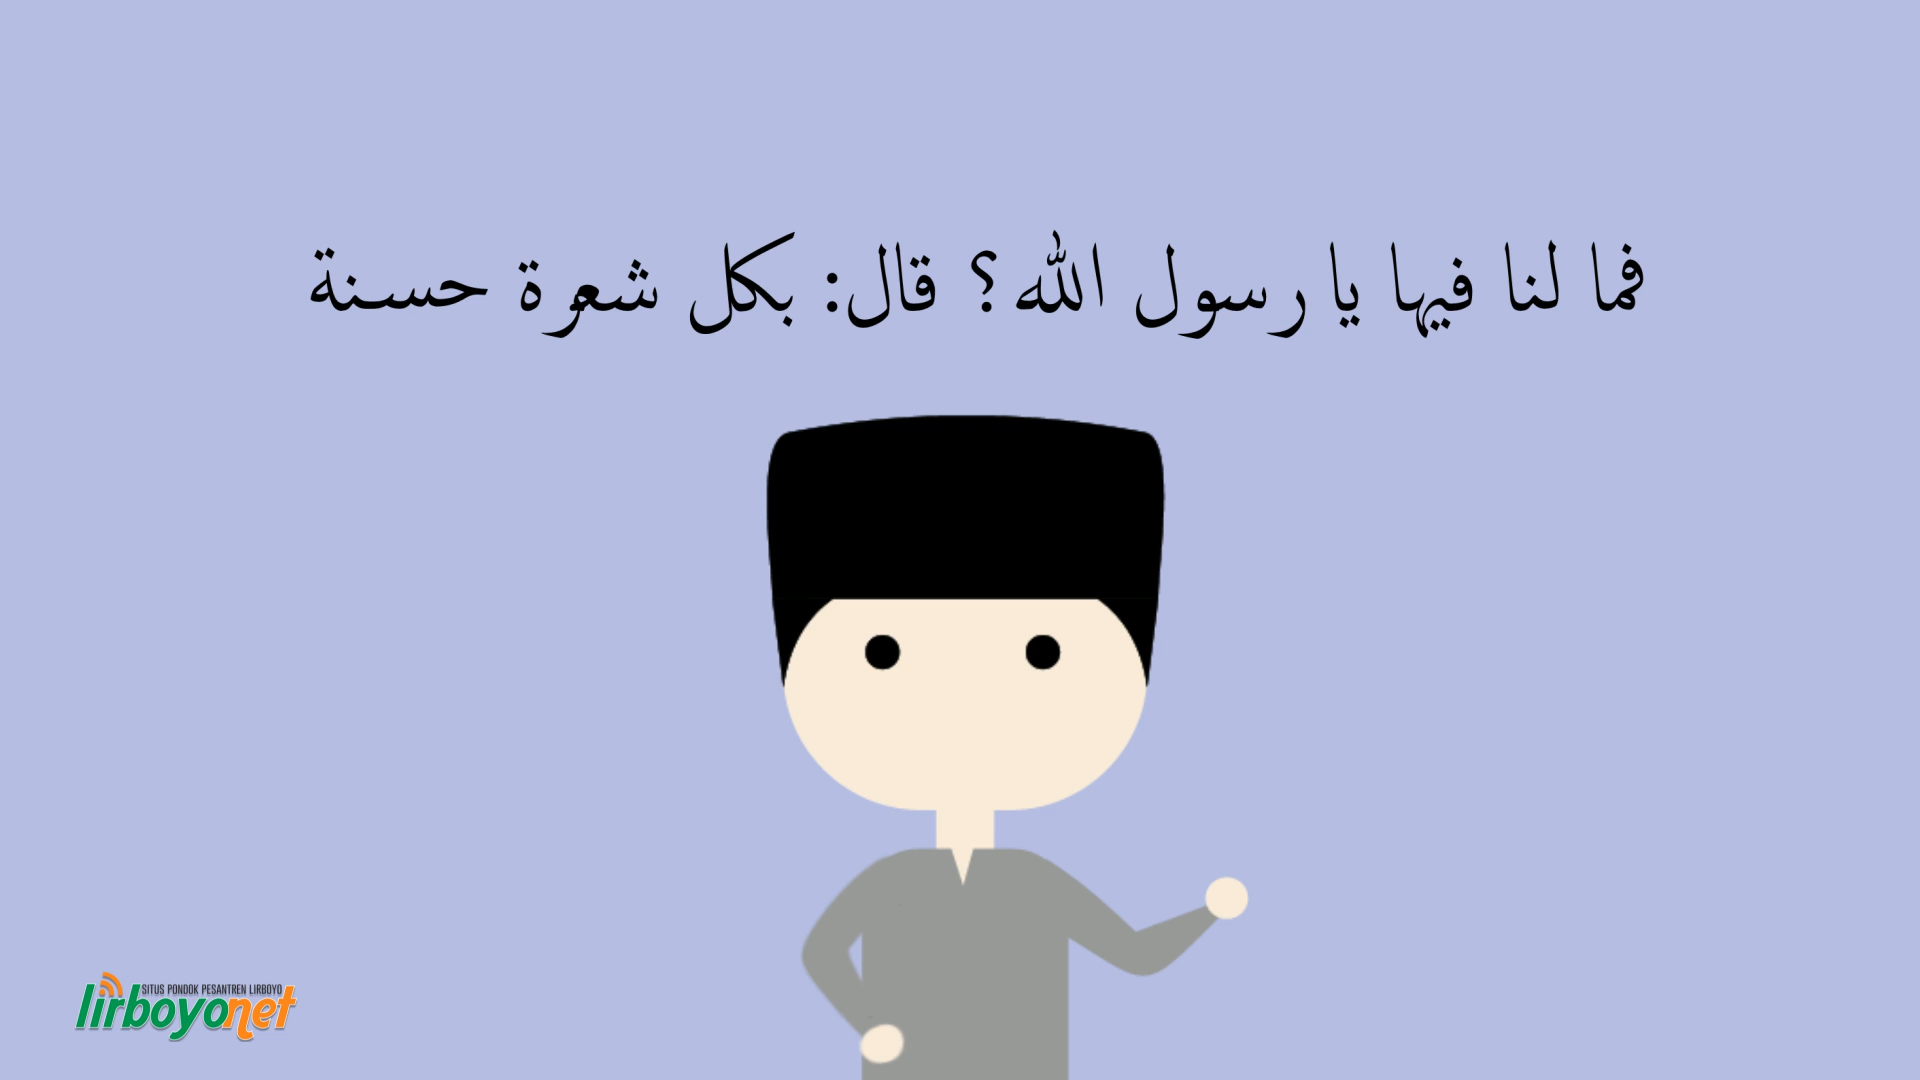 فما لنا فيها يا رسول الله؟ قال: بكل شعرة حسنة
SITUS PONDOK PESANTREN LIRBOYO
lirboyonet